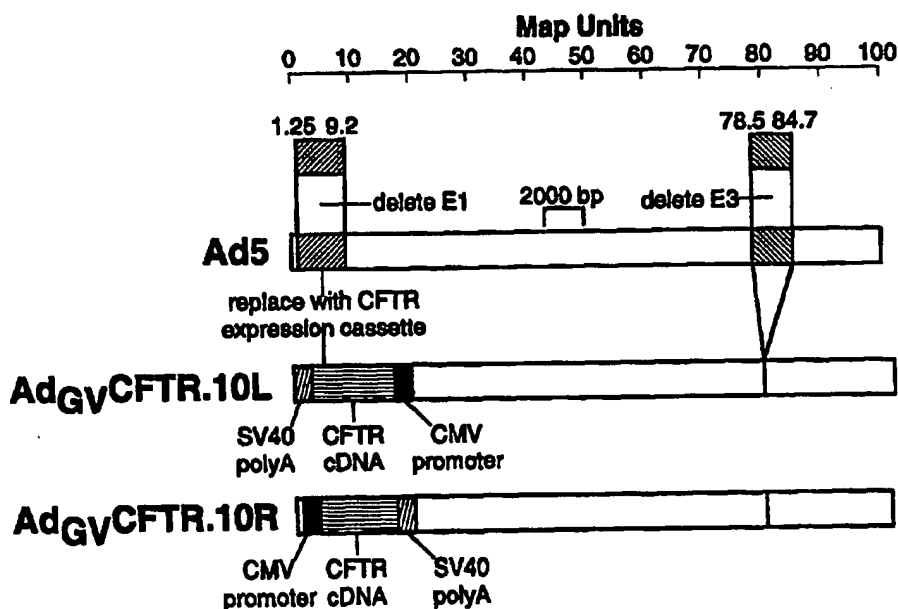 Map Units
0 10 20 30 40 50 60 70 80 90 100
1.25 9.2 78.5 84.7
delete E1 2000 bp delete E3
Ad5
replace with CFTR
expression cassette
AdGVCFTR.10L
SV40 CFTR CMV
polyA cDNA promoter
AdGVCFTR.10R
CMV CFTR SV40
promoter cDNA polyA